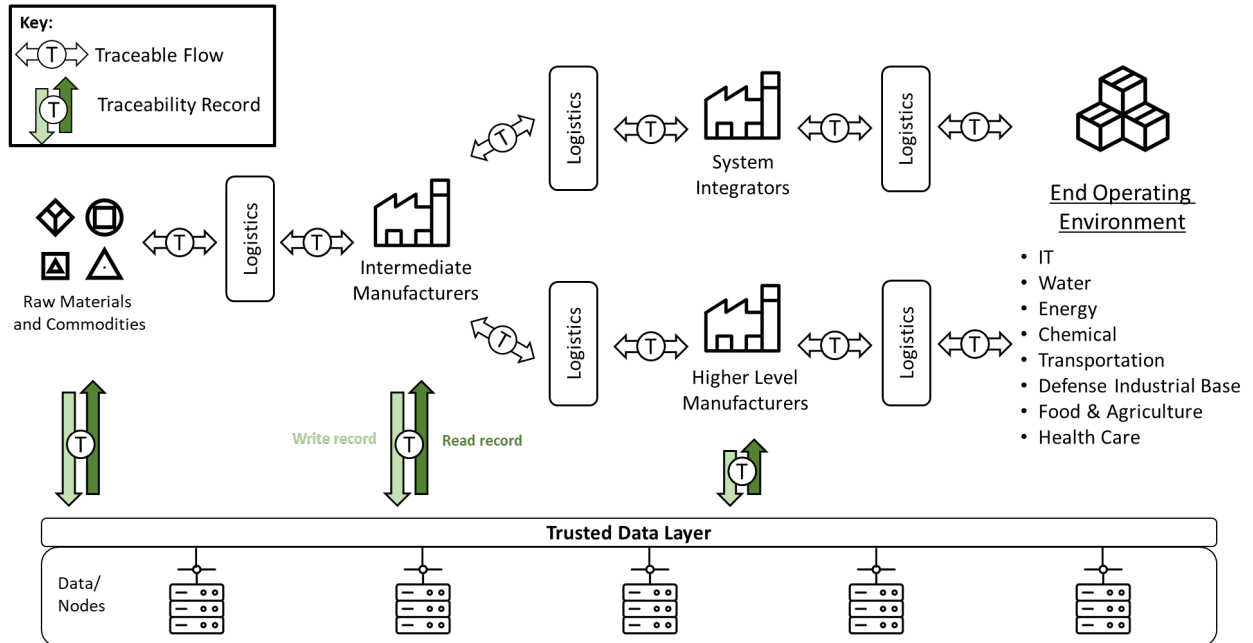 Key:
T
Traceable Flow
T
Traceability Record
Raw Materials
and Commodities
T
Logistics
T
Intermediate
Manufacturers
T
Logistics
T
System
Integrators
T
Logistics
T
T
Logistics
T
Higher Level
Manufacturers
T
Logistics
T
End Operating
Environment
• IT
• Water
• Energy
• Chemical
• Transportation
• Defense Industrial Base
• Food & Agriculture
• Health Care
T
Write record
T
Read record
T
Trusted Data Layer
Data/
Nodes